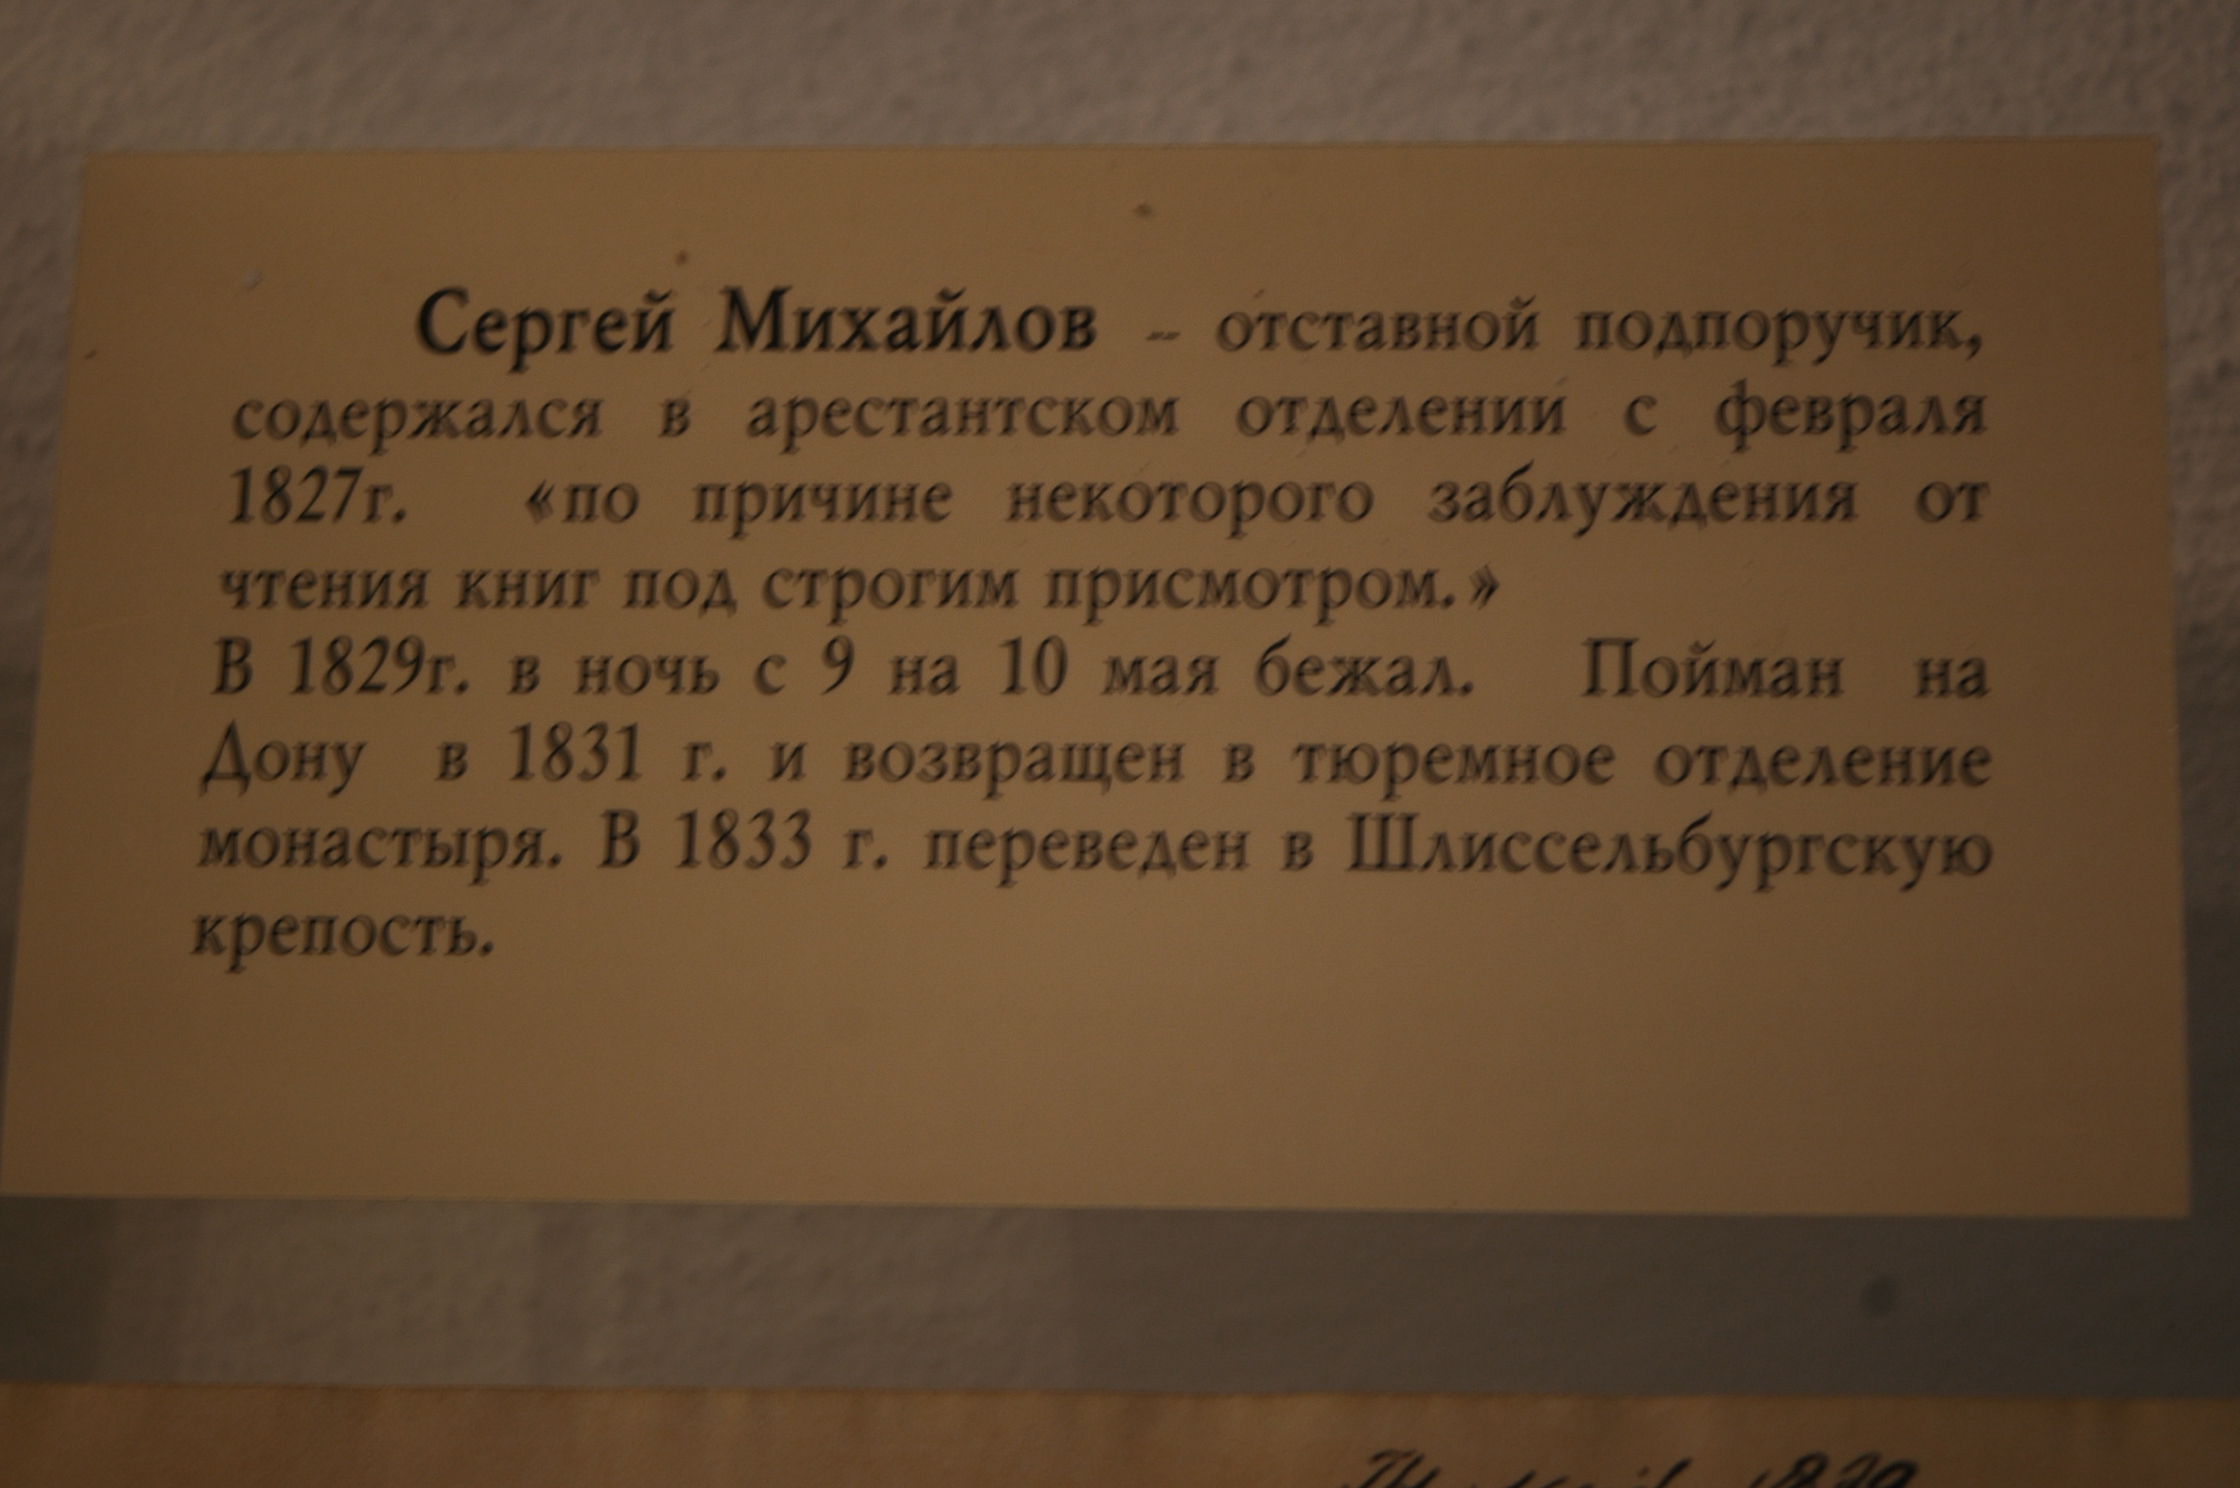 Сергей Михайлов – отставной подпоручик,
содержался в арестантском отделении с февраля
1827г. «по причине некоторого заблуждения от
чтения книг под строгим присмотром.»
В 1829г. в ночь с 9 на 10 мая бежал. Пойман на
Дону в 1831 г. и возвращен в тюремное отделение
монастыря. В 1833 г. переведен в Шлиссельбургскую
крепость.